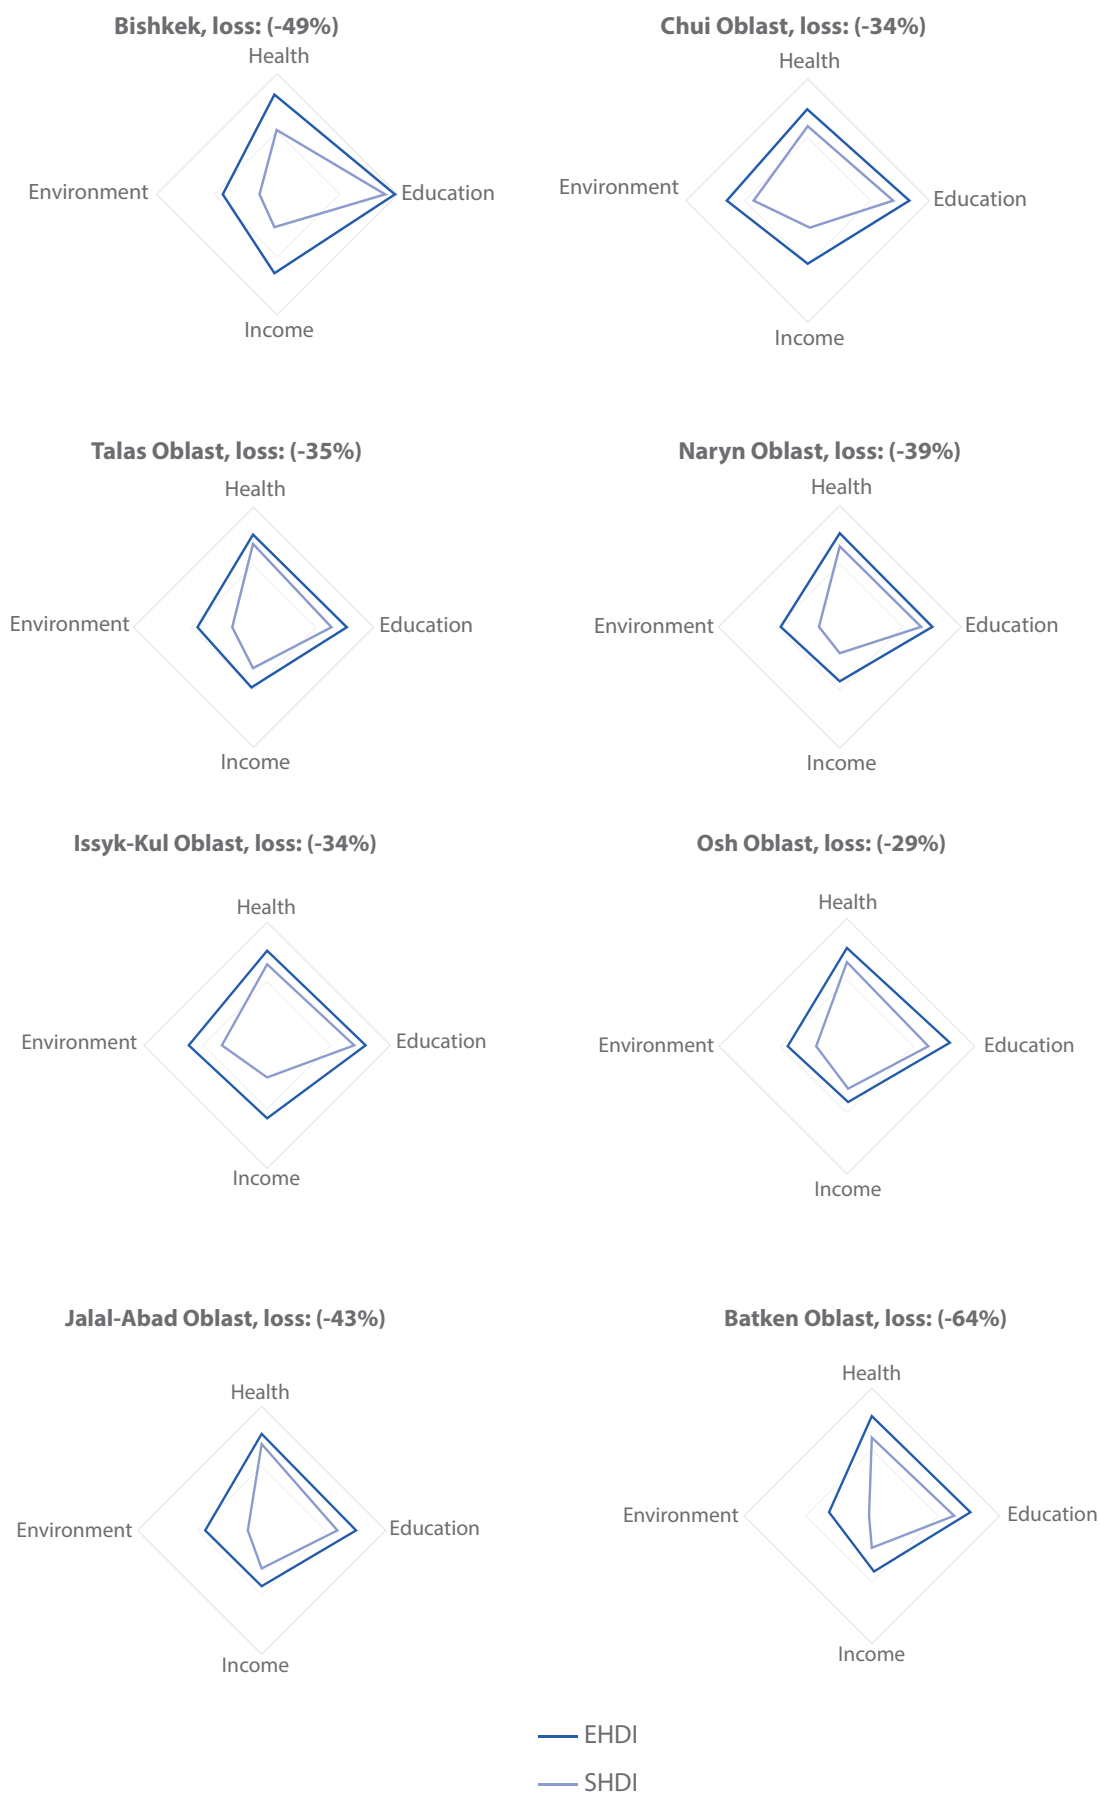 Bishkek, loss: (-49%)
Health
Environment
Education
Income
Chui Oblast, loss: (-34%)
Health
Environment
Education
Income
Talas Oblast, loss: (-35%)
Health
Environment
Education
Income
Naryn Oblast, loss: (-39%)
Health
Environment
Education
Income
Issyk-Kul Oblast, loss: (-34%)
Health
Environment
Education
Income
Osh Oblast, loss: (-29%)
Health
Environment
Education
Income
Jalal-Abad Oblast, loss: (-43%)
Health
Environment
Education
Income
Batken Oblast, loss: (-64%)
Health
Environment
Education
Income
EHDI
SHDI